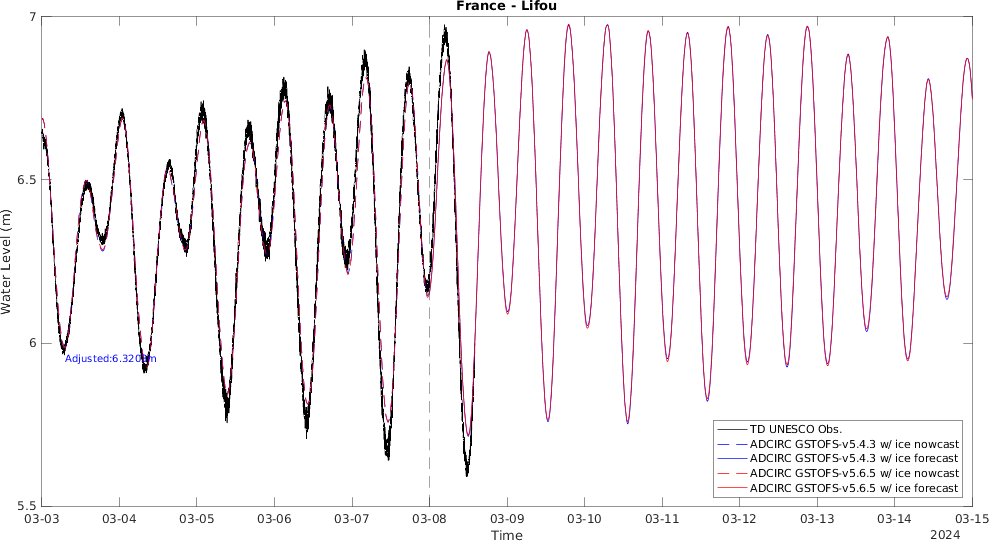 France - Lifou
Water Level (m)
7
6.5
6
5.5
Adjusted:6.3203m
TD UNESCO Obs.
ADCIRC GSTOFS-v5.4.3 w/ ice nowcast
ADCIRC GSTOFS-v5.4.3 w/ ice forecast
ADCIRC GSTOFS-v5.6.5 w/ ice nowcast
ADCIRC GSTOFS-v5.6.5 w/ ice forecast
03-03 03-04 03-05 03-06 03-07 03-08 03-09 03-10 03-11 03-12 03-13 03-14 03-15
Time
2024